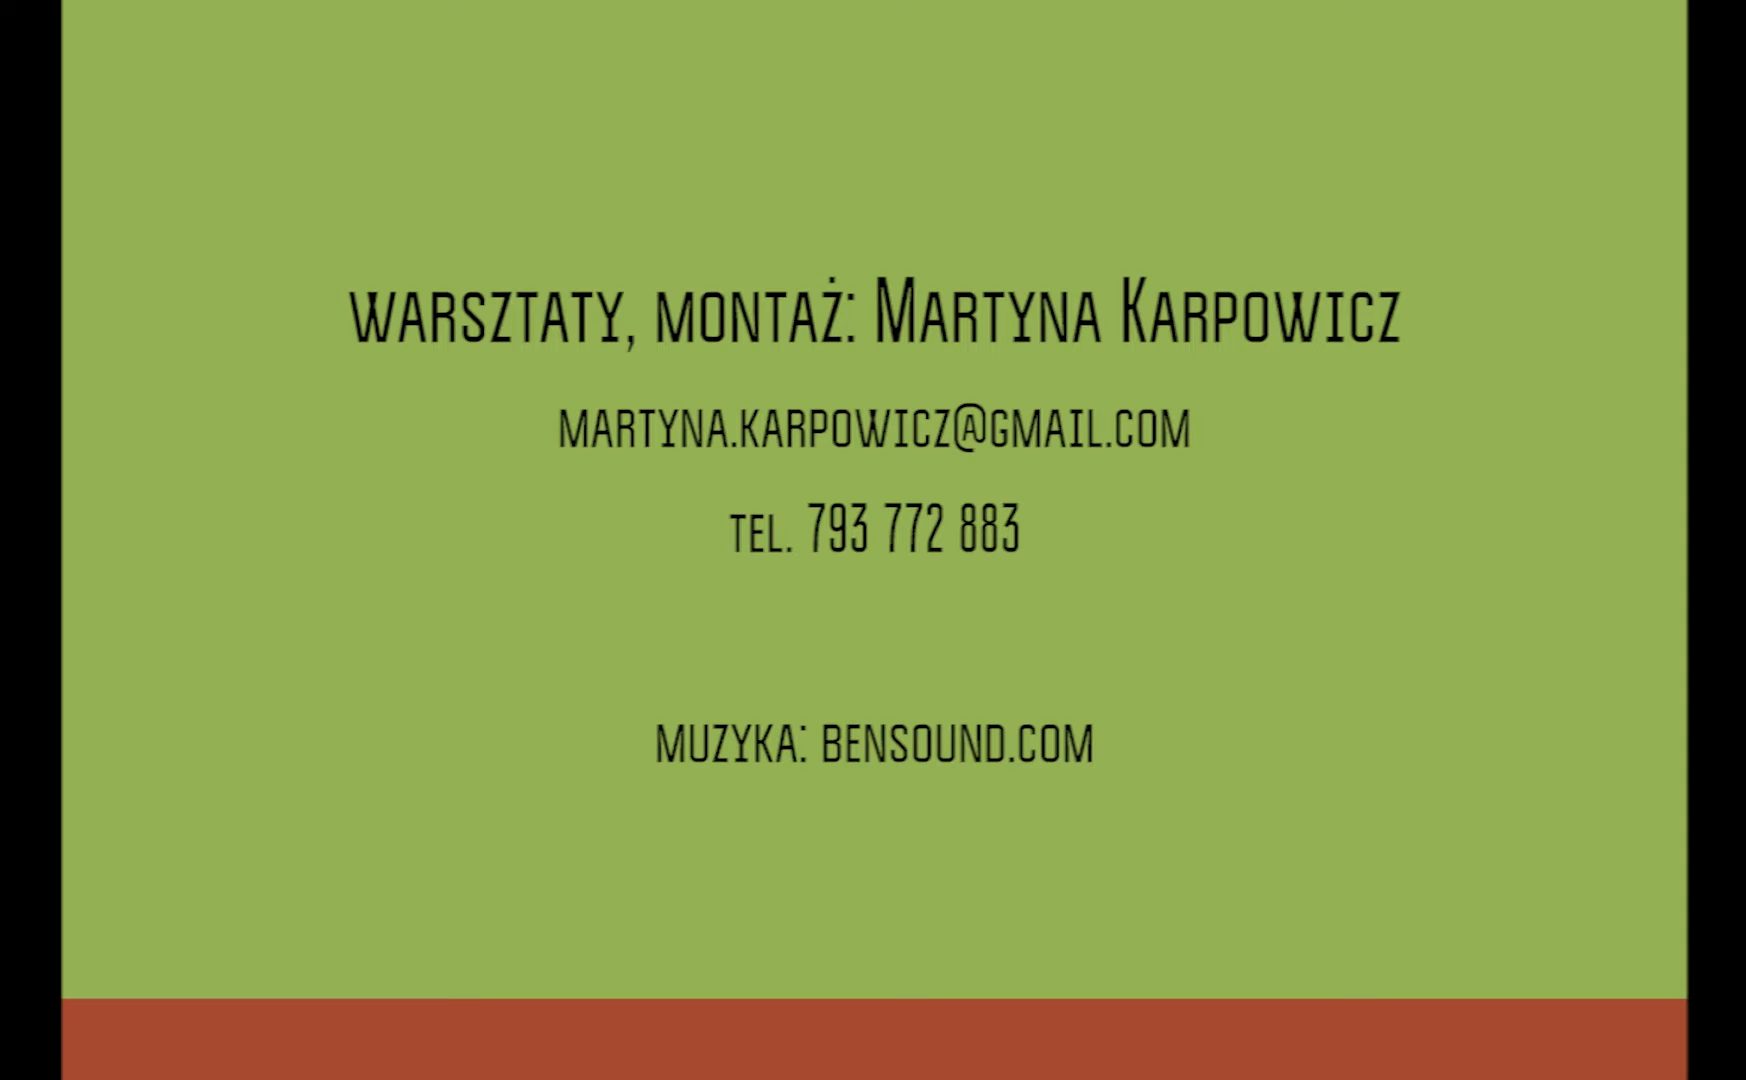 warsztaty, montaż: Martyna Karpowicz
martyna.karpowicz@gmail.com
tel. 793 772 883
muzyka: bensound.com